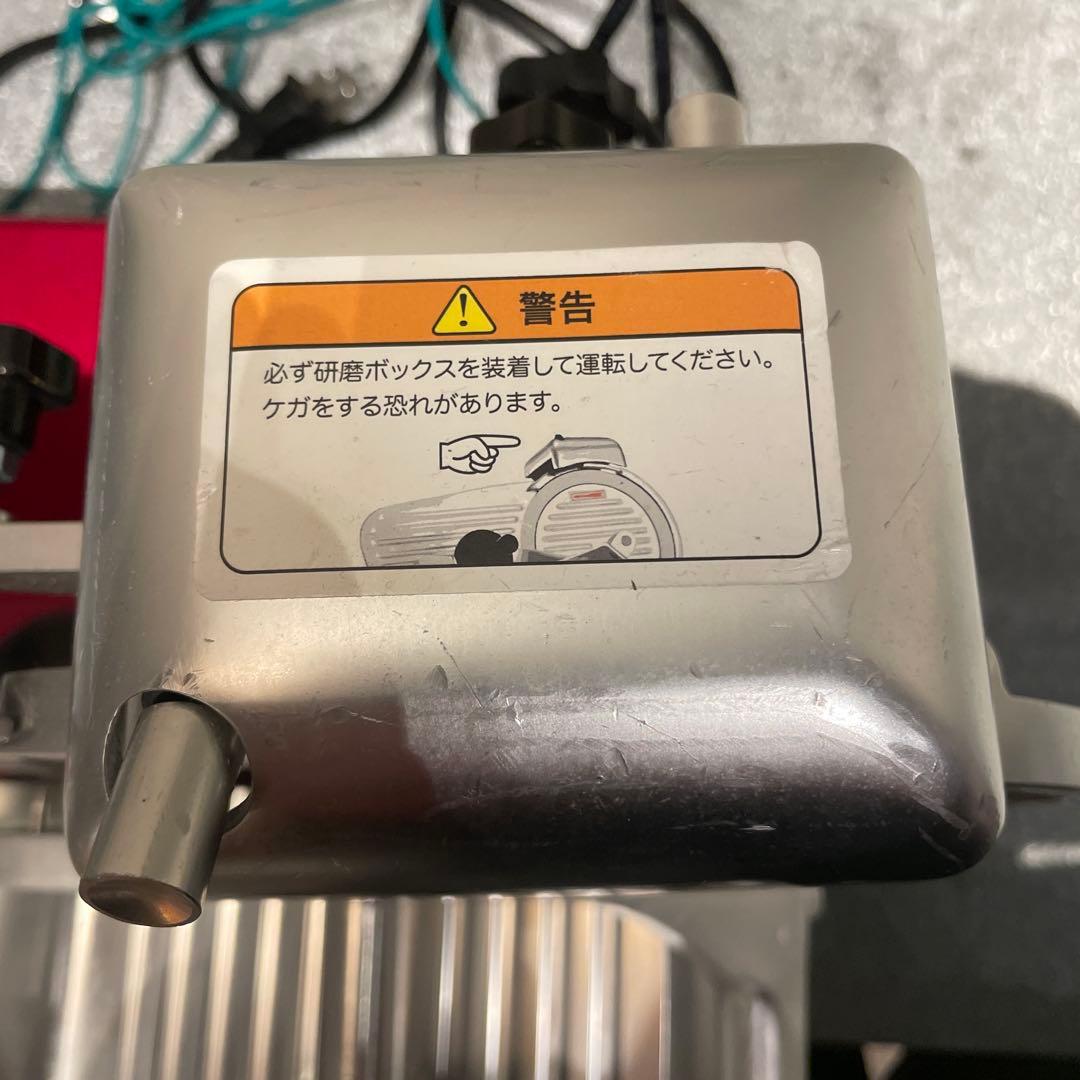 警告
必ず研磨ボックスを装着して運転してください。
ケガをする恐れがあります。